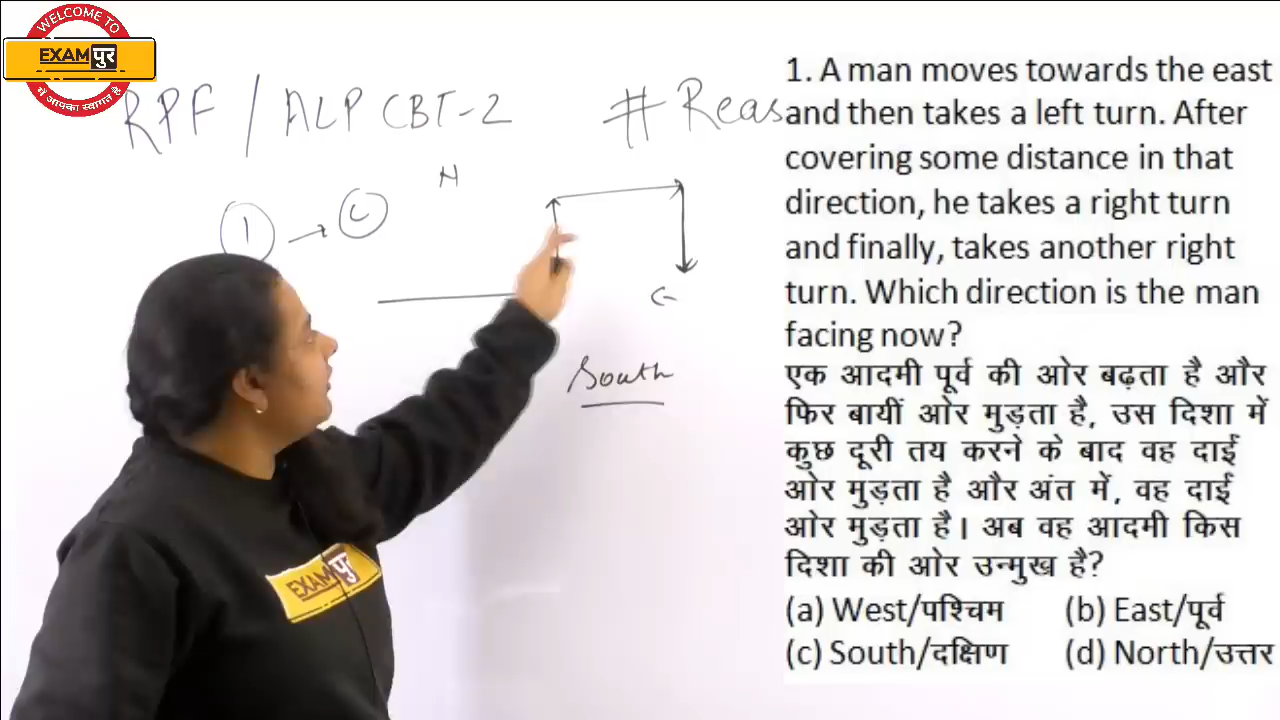 WELCOME TO
EXAMपुर
में आपका स्वागत है
RPF / ALP CBT-2 # Reas
N
1 → C
E
South
EXAMपुर
1. A man moves towards the east
and then takes a left turn. After
covering some distance in that
direction, he takes a right turn
and finally, takes another right
turn. Which direction is the man
facing now?
एक आदमी पूर्व की ओर बढ़ता है और
फिर बायीं ओर मुड़ता है, उस दिशा में
कुछ दूरी तय करने के बाद वह दाईं
ओर मुड़ता है और अंत में, वह दाईं
ओर मुड़ता है। अब वह आदमी किस
दिशा की ओर उन्मुख है?
(a) West/पश्चिम (b) East/पूर्व
(c) South/दक्षिण (d) North/उत्तर